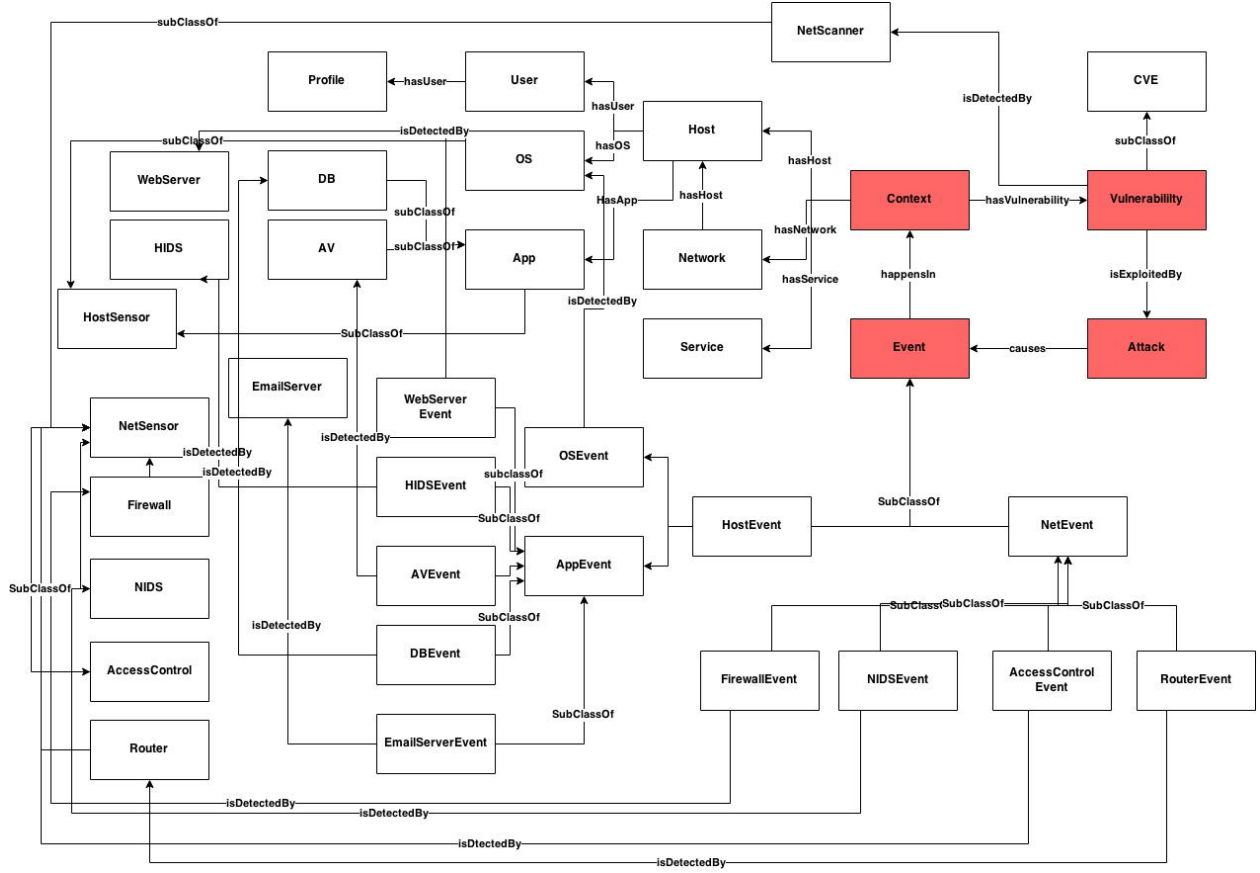 subClassOf
NetScanner
Profile
hasUser
User
CVE
isDetectedBy
hasUser
Host
isDetectedBy
subClassOf
subClassOf
hasOS
OS
hasHost
WebServer
DB
HasApp
hasHost
Context
hasVulnerability
Vulnerabililty
subClassOf
hasNetwork
HIDS
AV
subClassOf
App
Network
happensIn
isExploitedBy
hasService
isDetectedBy
HostSensor
SubClassOf
Service
Event
causes
Attack
EmailServer
WebServer
Event
NetSensor
isDetectedBy
isDetectedBy
isDetectedBy
OSEvent
subclassOf
HIDSEvent
Firewall
SubClassOf
SubClassOf
HostEvent
NetEvent
AppEvent
AVEvent
NIDS
SubClassOf
SubClassOf
SubClassOf
SubClassOf
isDetectedBy
DBEvent
AccessControl
FirewallEvent
NIDSEvent
AccessControl
Event
RouterEvent
SubClassOf
EmailServerEvent
Router
isDetectedBy
isDetectedBy
isDtectedBy
isDetectedBy